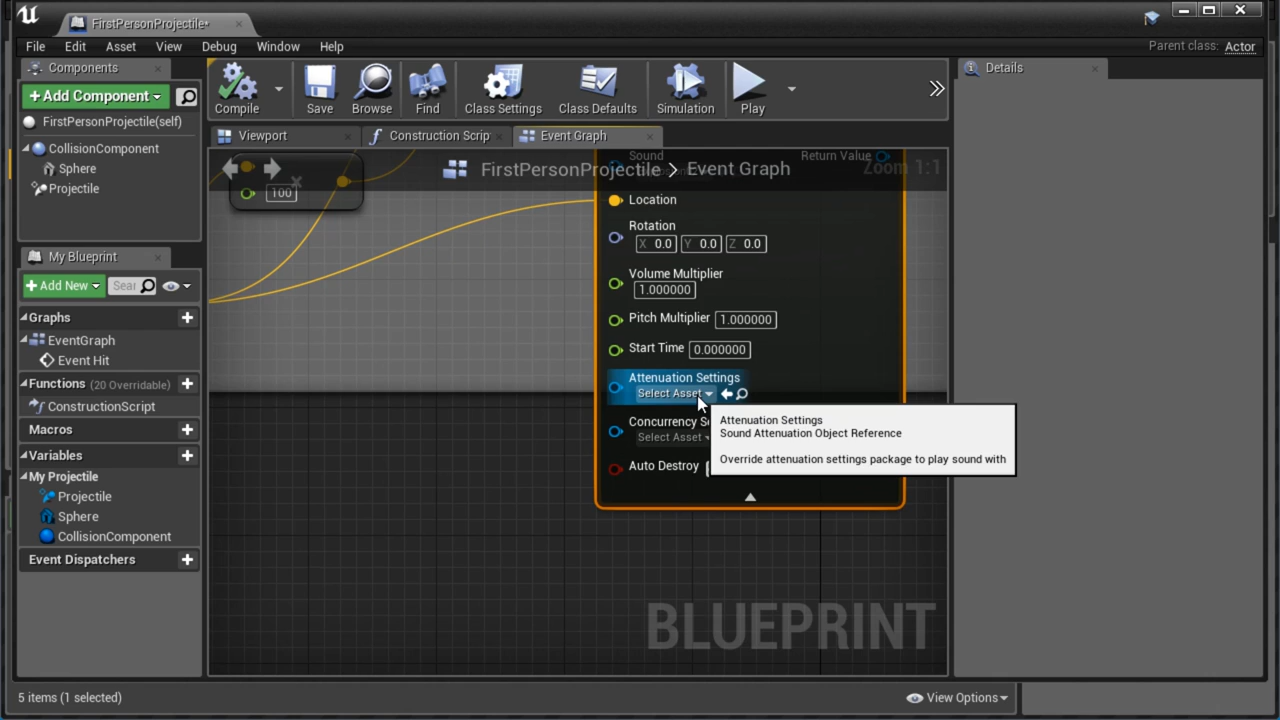 FirstPersonProjectile*
File Edit Asset View Debug Window Help
Parent class: Actor
Components
+Add Component
FirstPersonProjectile(self)
CollisionComponent
Sphere
Projectile
My Blueprint
+Add New
Sear
Graphs
EventGraph
Event Hit
Functions (20 Overridable)
ConstructionScript
Macros
Variables
My Projectile
Projectile
Sphere
CollisionComponent
Event Dispatchers
Compile Save Browse Find Class Settings Class Defaults Simulation Play
Viewport Construction Scrip Event Graph
FirstPersonProjectile > Event Graph
Zoom 1:1
100
Sound Return Value
Location
Rotation
X 0.0 Y 0.0 Z 0.0
Volume Multiplier
1.000000
Pitch Multiplier 1.000000
Start Time 0.000000
Attenuation Settings
Select Asset
Concurrency S
Select Asset
Auto Destroy
Attenuation Settings
Sound Attenuation Object Reference
Override attenuation settings package to play sound with
BLUEPRINT
Details
5 items (1 selected)
View Options